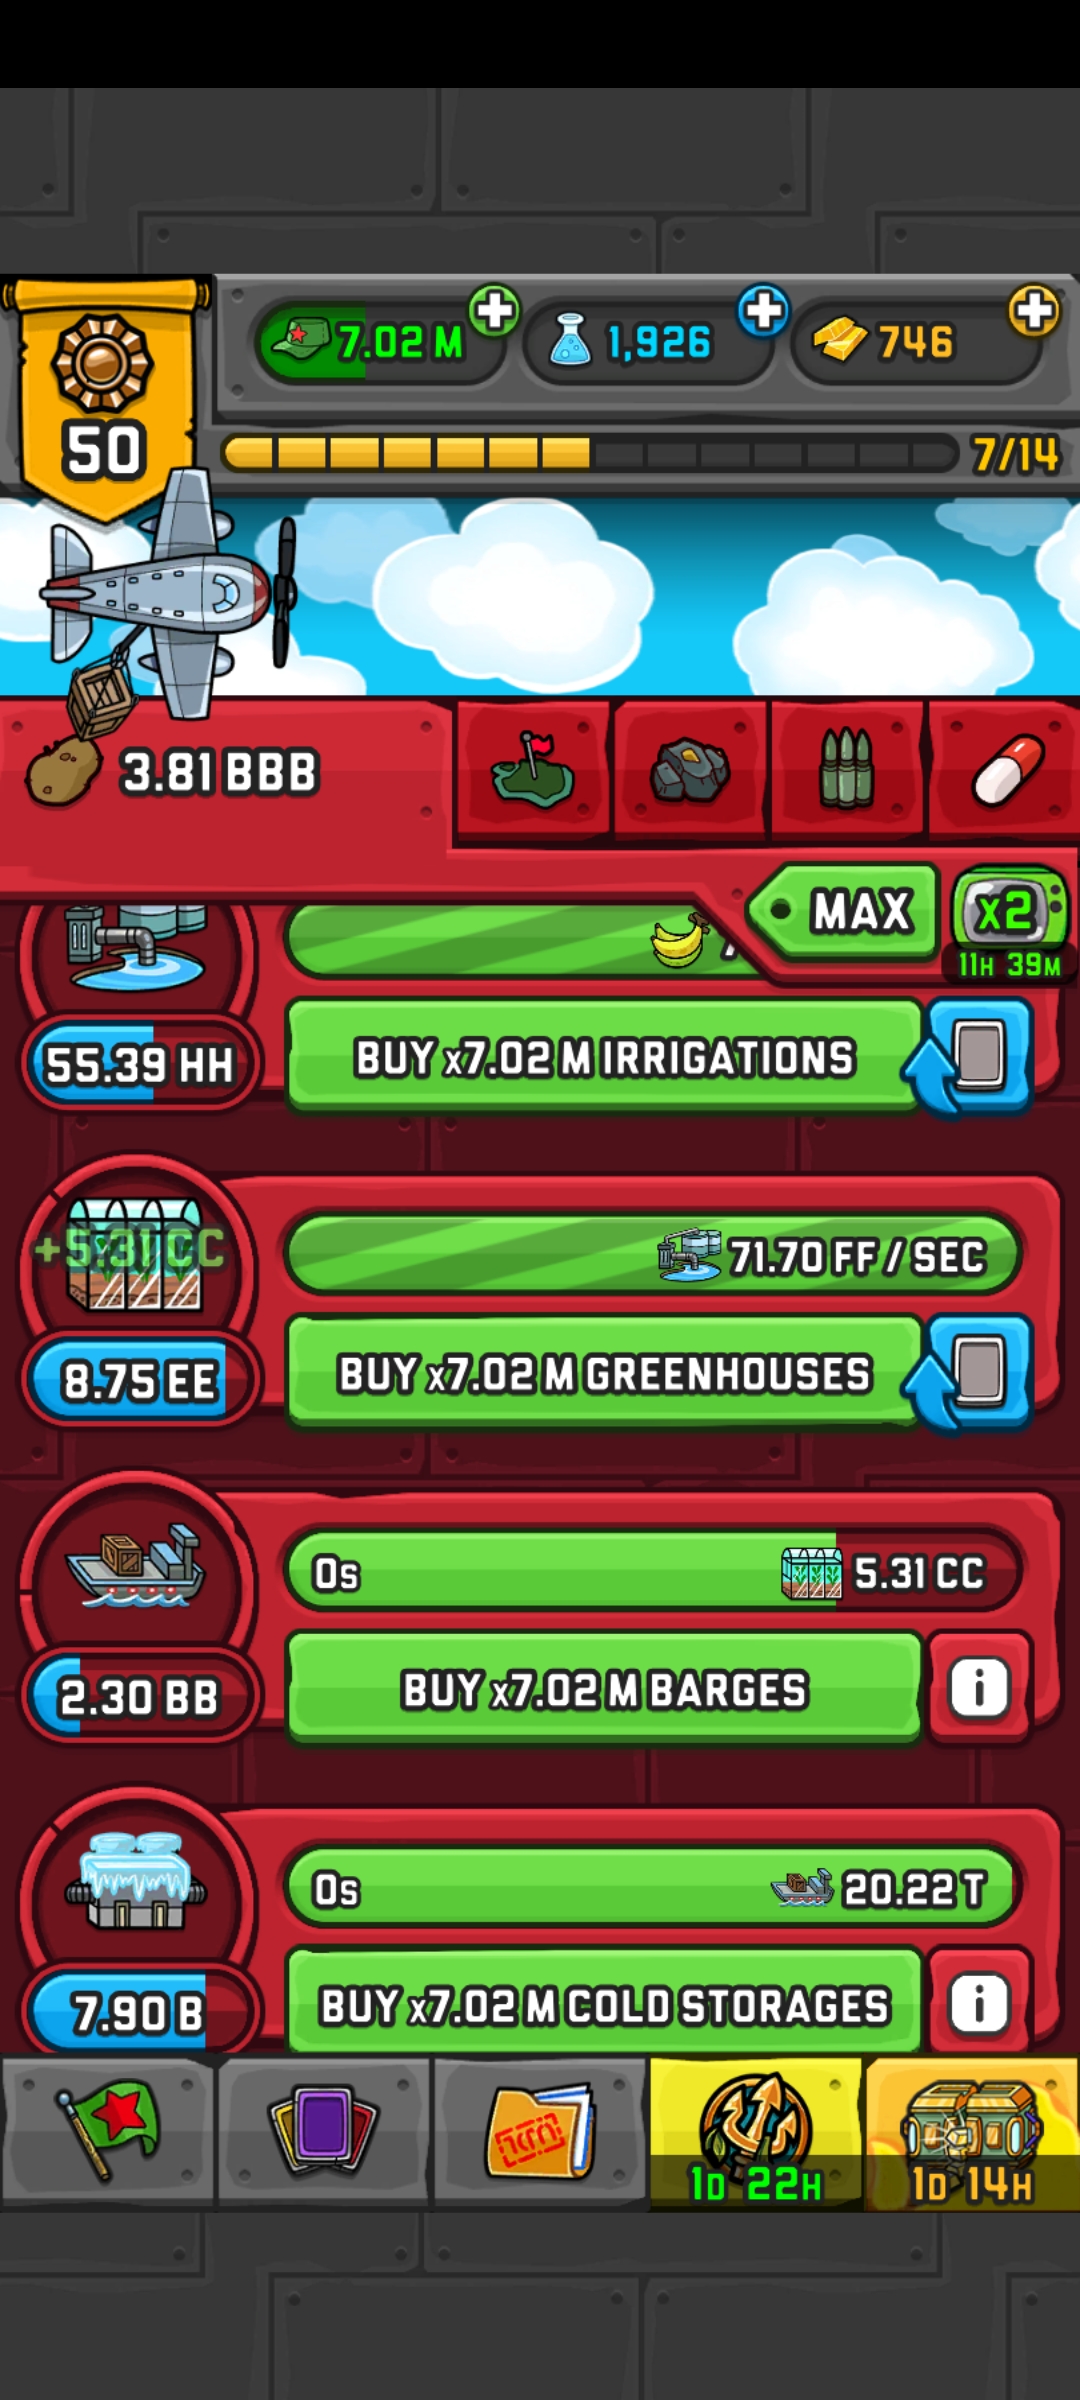 7.02 M
1,926
746
50
7/14
3.81 BBB
MAX
x2
11H 39M
55.39 HH
BUY x7.02 M IRRIGATIONS
+5.31 CC
71.70 FF / SEC
8.75 EE
BUY x7.02 M GREENHOUSES
0s
5.31 CC
2.30 BB
BUY x7.02 M BARGES
i
0s
20.22 T
7.90 B
BUY x7.02 M COLD STORAGES
i
1D 22H
1D 14H